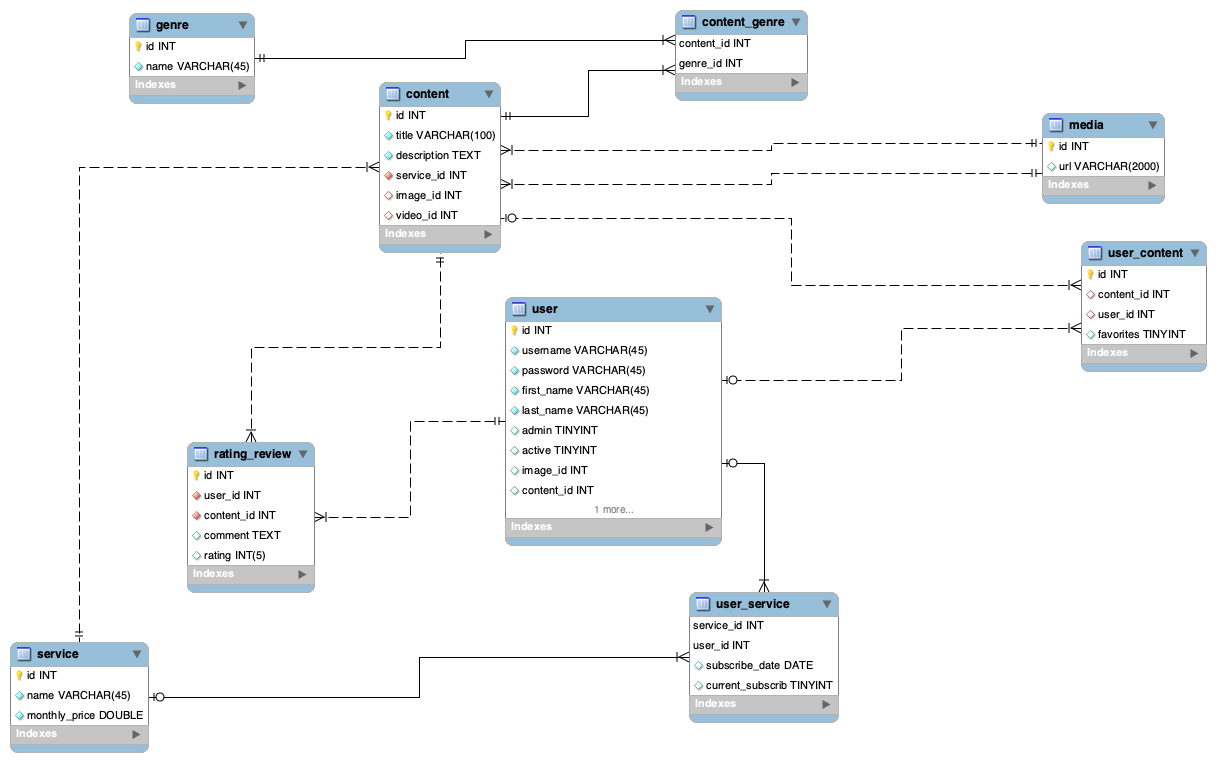 genre
id INT
name VARCHAR(45)
Indexes
content_genre
content_id INT
genre_id INT
Indexes
content
id INT
title VARCHAR(100)
description TEXT
service_id INT
image_id INT
video_id INT
Indexes
media
id INT
url VARCHAR(2000)
Indexes
user_content
id INT
content_id INT
user_id INT
favorites TINYINT
Indexes
user
id INT
username VARCHAR(45)
password VARCHAR(45)
first_name VARCHAR(45)
last_name VARCHAR(45)
admin TINYINT
active TINYINT
image_id INT
content_id INT
1 more...
Indexes
rating_review
id INT
user_id INT
content_id INT
comment TEXT
rating INT(5)
Indexes
user_service
service_id INT
user_id INT
subscribe_date DATE
current_subscrib TINYINT
Indexes
service
id INT
name VARCHAR(45)
monthly_price DOUBLE
Indexes